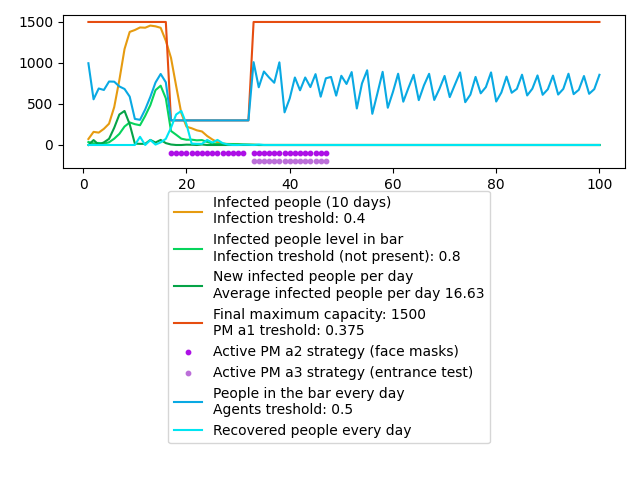 1500
1000
500
0
0 20 40 60 80 100
Infected people (10 days)
Infection treshold: 0.4
Infected people level in bar
Infection treshold (not present): 0.8
New infected people per day
Average infected people per day 16.63
Final maximum capacity: 1500
PM a1 treshold: 0.375
Active PM a2 strategy (face masks)
Active PM a3 strategy (entrance test)
People in the bar every day
Agents treshold: 0.5
Recovered people every day